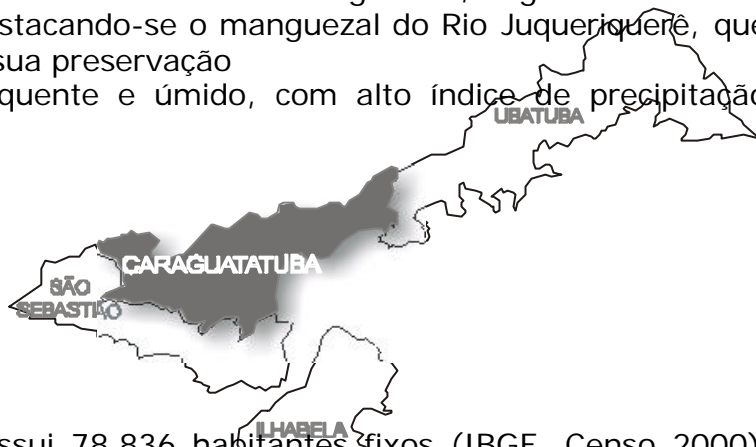 stacando-se o manguezal do Rio Juqueriquerê, que
sua preservação
quente e úmido, com alto índice de precipitação
UBATUBA
CARAGUATATUBA
SÃO
SEBASTIÃO
ILHABELA
ssui 78.836 habitantes fixos (IBGE, Censo 2000)